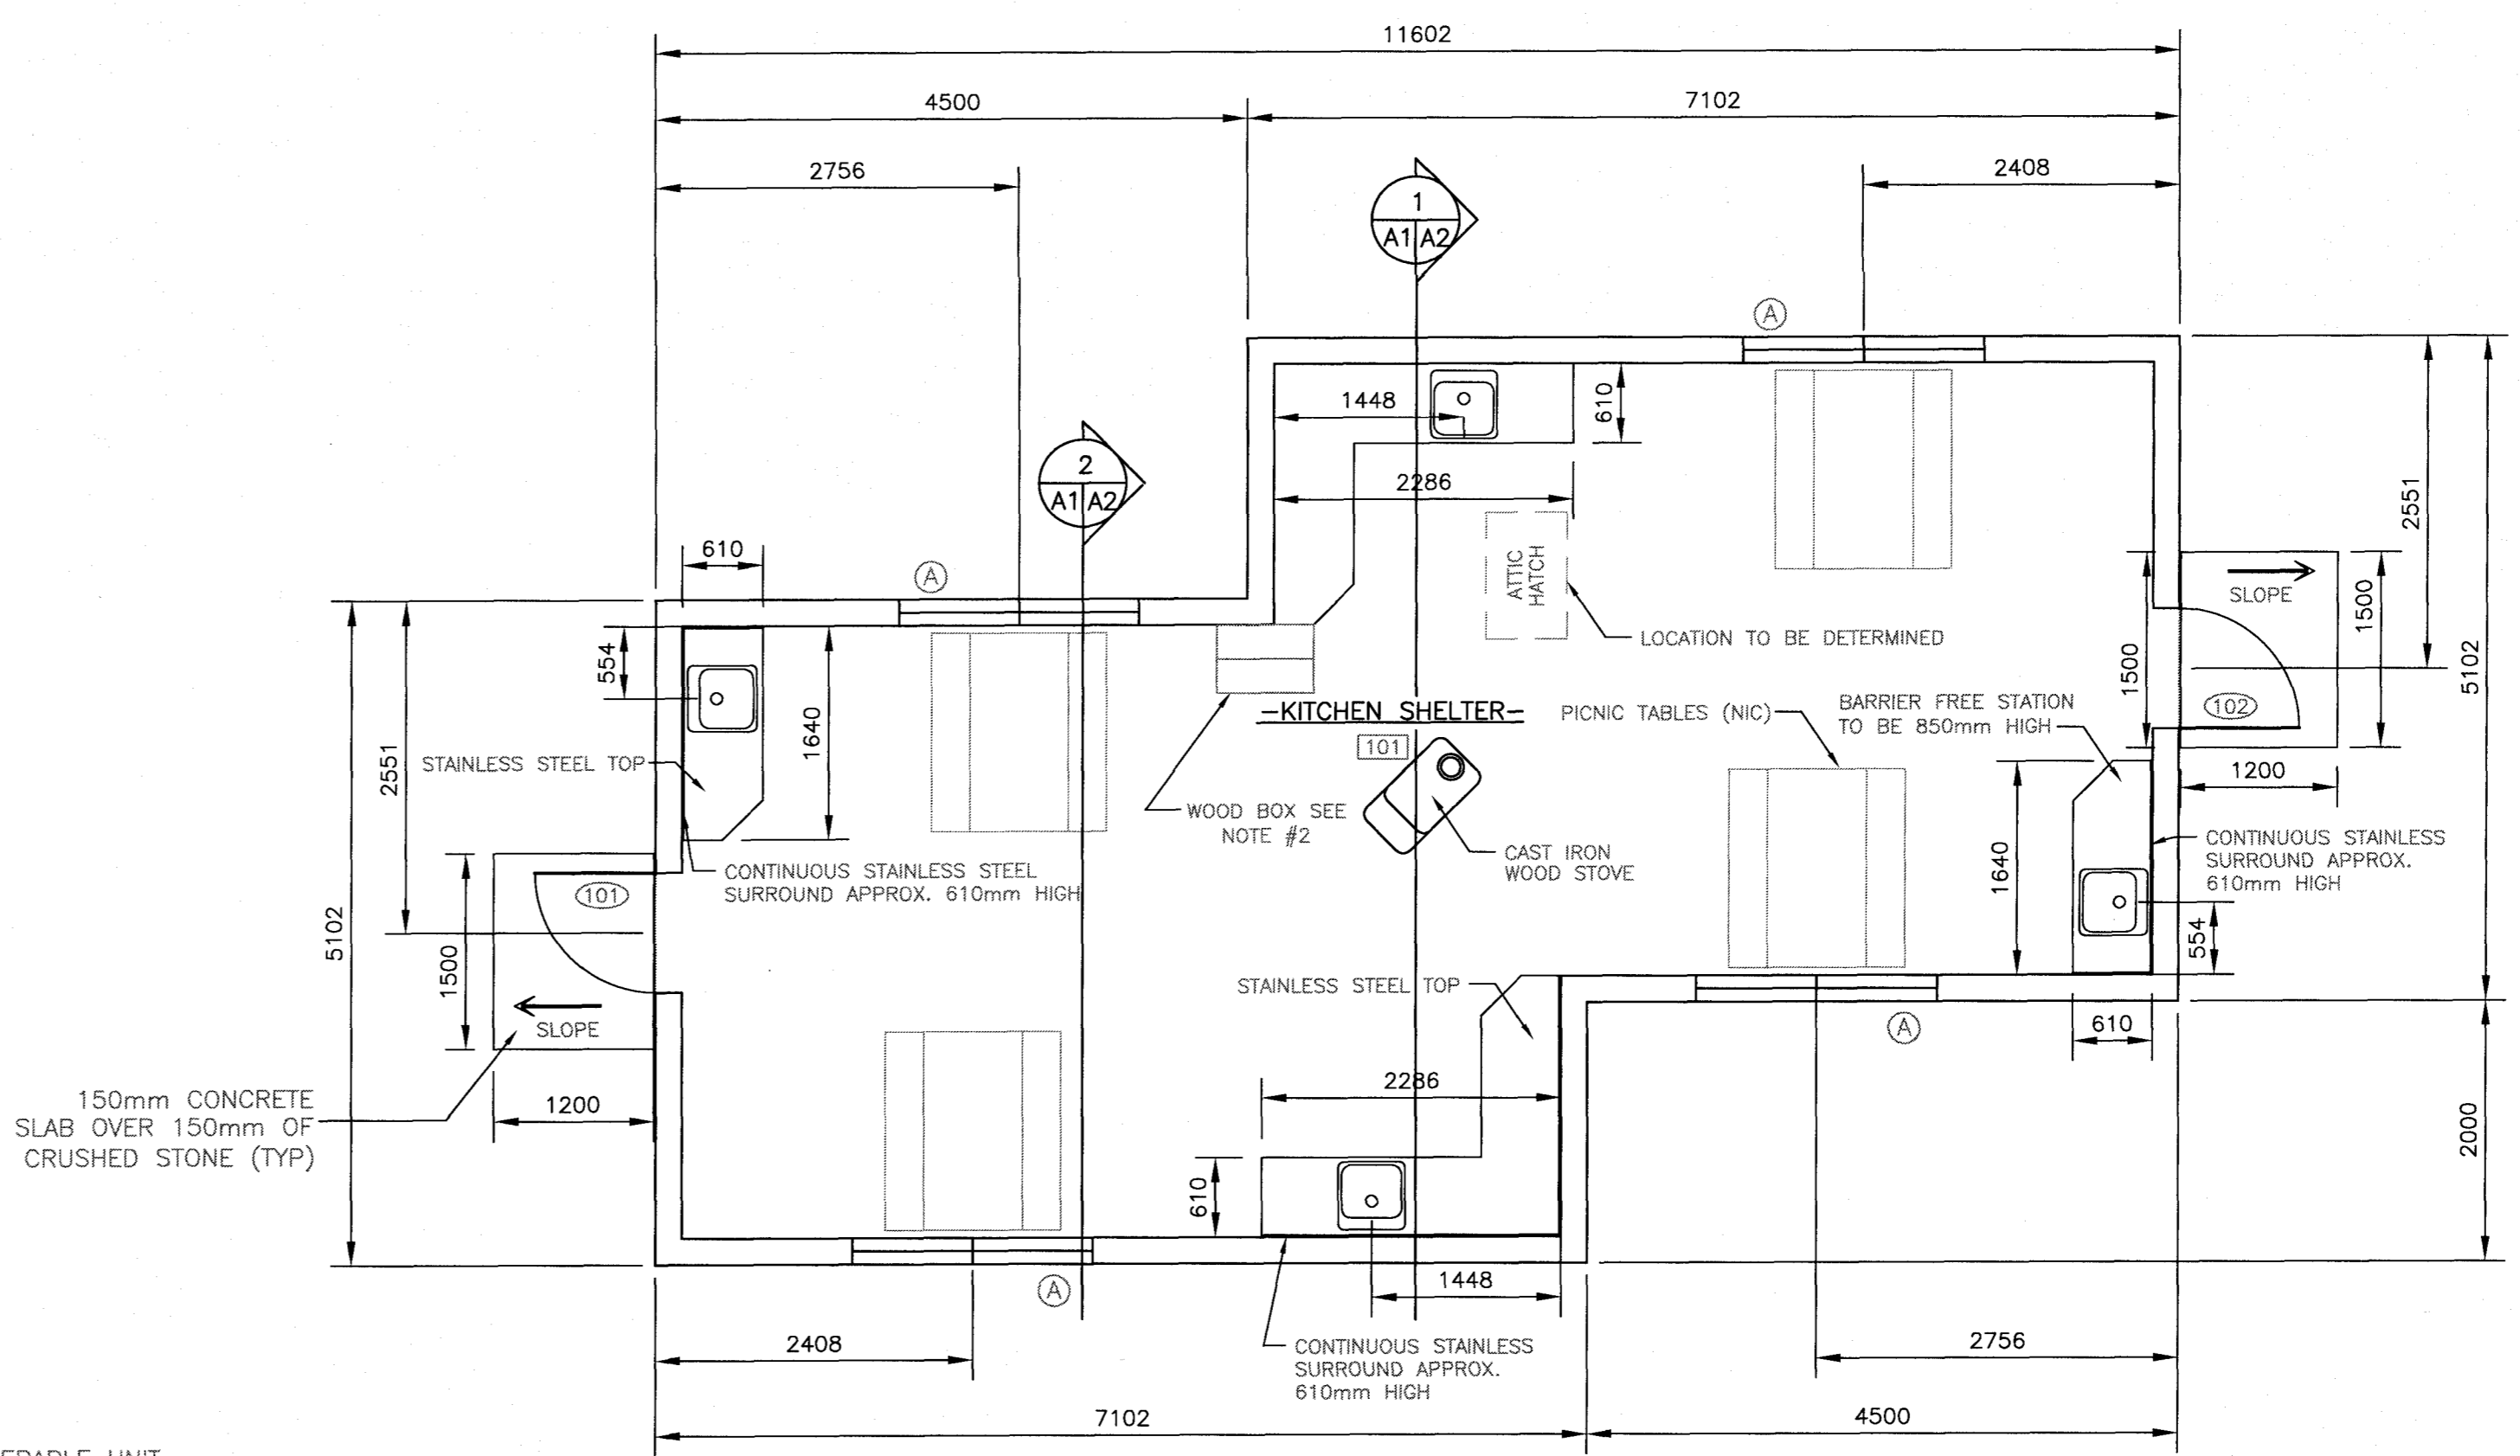 11602
4500
7102
2756
2408
1
A1 A2
A
1448
610
2286
2
A1 A2
2551
610
A
ATTIC
HATCH
SLOPE
1500
1500
5102
554
LOCATION TO BE DETERMINED
1640
-KITCHEN SHELTER-
PICNIC TABLES (NIC)
BARRIER FREE STATION
TO BE 850mm HIGH
102
101
2551
STAINLESS STEEL TOP
1200
WOOD BOX SEE
NOTE #2
CAST IRON
WOOD STOVE
1640
CONTINUOUS STAINLESS
SURROUND APPROX.
610mm HIGH
CONTINUOUS STAINLESS STEEL
SURROUND APPROX. 610mm HIGH
101
5102
1500
554
STAINLESS STEEL TOP
SLOPE
A
610
2286
150mm CONCRETE
SLAB OVER 150mm OF
CRUSHED STONE (TYP)
1200
2000
610
A
1448
2408
CONTINUOUS STAINLESS
SURROUND APPROX.
610mm HIGH
2756
7102
4500